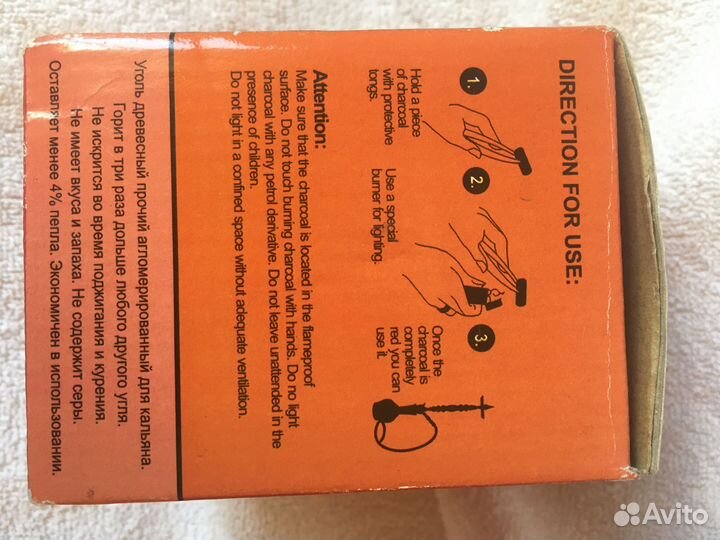 DIRECTION FOR USE:
1.
Hold a piece
of charcoal
with protective
tongs.
2.
Use a special
burner for lighting.
3.
Once the
charcoal is
completely
red you can
use it.
Attention:
Make sure that the charcoal is located in the flameproof
surface. Do not touch burning charcoal with hands. Do no light
charcoal with any petrol derivative. Do not leave unattended in the
presence of children.
Do not light in a confined space without adequate ventilation.
Уголь древесный прочий агломерированный для кальяна.
Горит в три раза дольше любого другого угля.
Не искрится во время поджигания и курения.
Не имеет вкуса и запаха. Не содержит серы.
Оставляет менее 4% пепла. Экономичен в использовании.
Avito